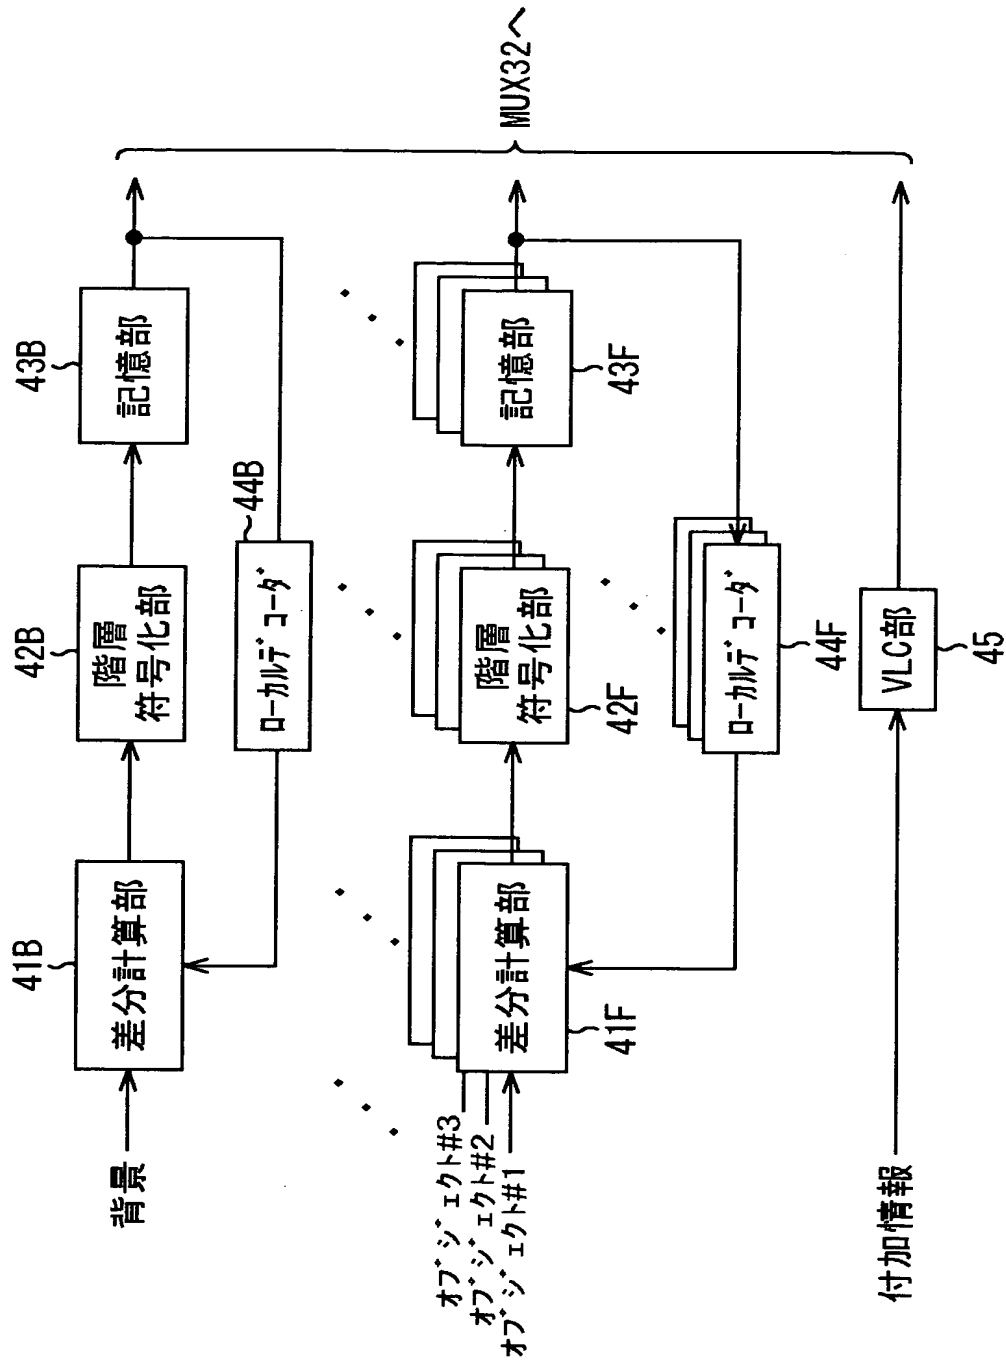 背景
41B
差分計算部
42B
階層
符号化部
43B
記憶部
44B
ローカルデコーダ
オブジェクト#3
オブジェクト#2
オブジェクト#1
差分計算部
41F
階層
符号化部
42F
記憶部
43F
ローカルデコーダ
44F
付加情報
VLC部
45
MUX32へ